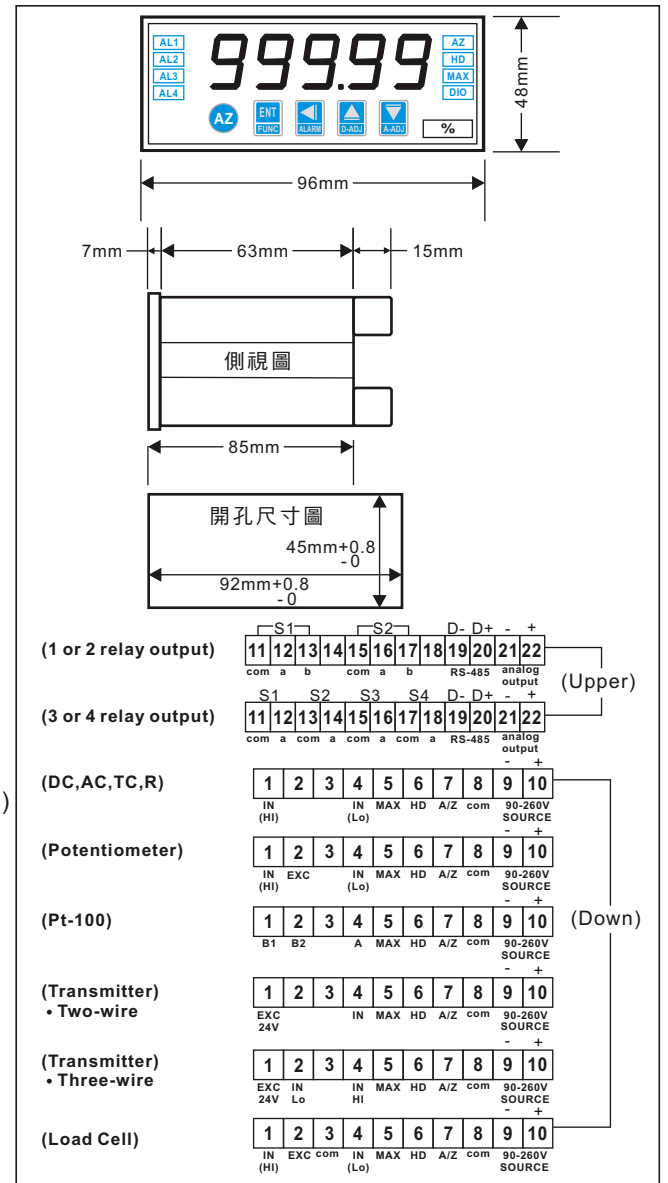 AL1
AL2
AL3
AL4
999.99
AZ
HD
MAX
DIO
AZ
ENT
FUNC
ALARM
D-ADJ
A-ADJ
%
48mm
96mm
7mm 63mm 15mm
側視圖
85mm
開孔尺寸圖
45mm+0.8
-0
92mm+0.8
-0
S1 S2 D- D+ - +
(1 or 2 relay output) 11 12 13 14 15 16 17 18 19 20 21 22
com a b com a b RS-485 analog
output
(Upper)
S1 S2 S3 S4 D- D+ - +
(3 or 4 relay output) 11 12 13 14 15 16 17 18 19 20 21 22
com a com a com a com a RS-485 analog
output
- +
)
(DC,AC,TC,R) 1 2 3 4 5 6 7 8 9 10
IN IN MAX HD A/Z com 90-260V
(HI) (Lo) SOURCE
- +
(Potentiometer) 1 2 3 4 5 6 7 8 9 10
IN EXC IN MAX HD A/Z com 90-260V
(HI) (Lo) SOURCE
- +
(Pt-100) 1 2 3 4 5 6 7 8 9 10
(Down)
B1 B2 A MAX HD A/Z com 90-260V
SOURCE
- +
(Transmitter) 1 2 3 4 5 6 7 8 9 10
• Two-wire
EXC IN MAX HD A/Z com 90-260V
24V SOURCE
- +
(Transmitter) 1 2 3 4 5 6 7 8 9 10
• Three-wire
EXC IN IN MAX HD A/Z com 90-260V
24V Lo HI SOURCE
- +
(Load Cell) 1 2 3 4 5 6 7 8 9 10
IN EXC com IN MAX HD A/Z com 90-260V
(HI) (Lo) SOURCE